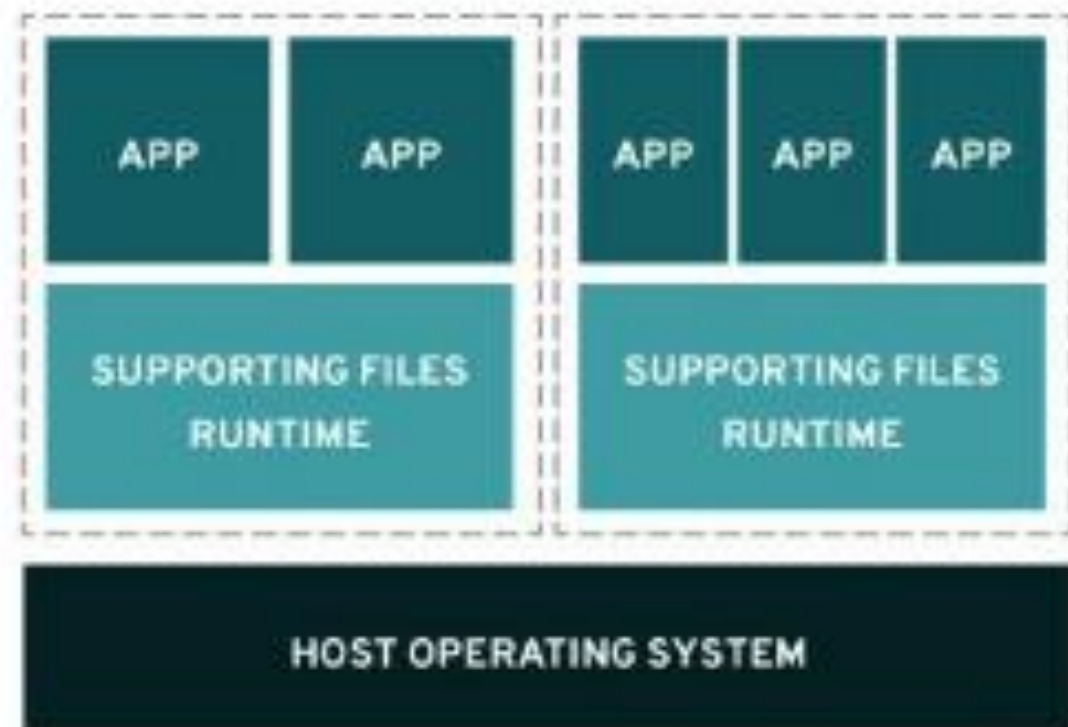 APP
APP
APP
APP
APP
SUPPORTING FILES
RUNTIME
SUPPORTING FILES
RUNTIME
HOST OPERATING SYSTEM